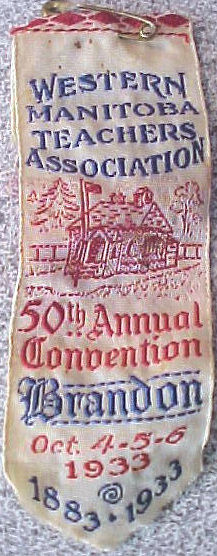 WESTERN
MANITOBA
TEACHERS
ASSOCIATION
50th Annual
Convention
Brandon
Oct. 4-5-6
1933
1883 · 1933